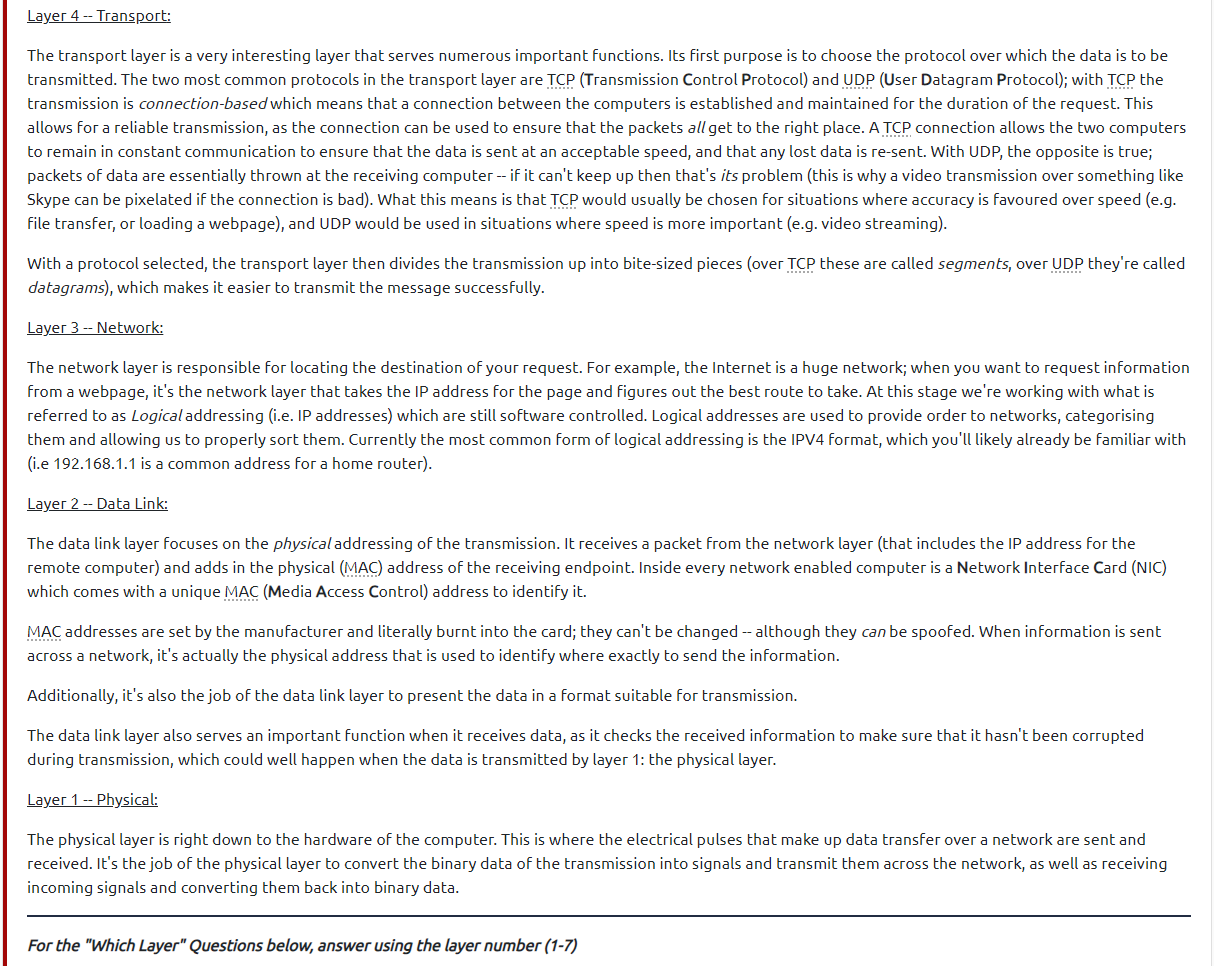 Layer 4 -- Transport:
The transport layer is a very interesting layer that serves numerous important functions. Its first purpose is to choose the protocol over which the data is to be
transmitted. The two most common protocols in the transport layer are TCP (Transmission Control Protocol) and UDP (User Datagram Protocol); with TCP the
transmission is connection-based which means that a connection between the computers is established and maintained for the duration of the request. This
allows for a reliable transmission, as the connection can be used to ensure that the packets all get to the right place. A TCP connection allows the two computers
to remain in constant communication to ensure that the data is sent at an acceptable speed, and that any lost data is re-sent. With UDP, the opposite is true;
packets of data are essentially thrown at the receiving computer -- if it can't keep up then that's its problem (this is why a video transmission over something like
Skype can be pixelated if the connection is bad). What this means is that TCP would usually be chosen for situations where accuracy is favoured over speed (e.g.
file transfer, or loading a webpage), and UDP would be used in situations where speed is more important (e.g. video streaming).
With a protocol selected, the transport layer then divides the transmission up into bite-sized pieces (over TCP these are called segments, over UDP they're called
datagrams), which makes it easier to transmit the message successfully.
Layer 3 -- Network:
The network layer is responsible for locating the destination of your request. For example, the Internet is a huge network; when you want to request information
from a webpage, it's the network layer that takes the IP address for the page and figures out the best route to take. At this stage we're working with what is
referred to as Logical addressing (i.e. IP addresses) which are still software controlled. Logical addresses are used to provide order to networks, categorising
them and allowing us to properly sort them. Currently the most common form of logical addressing is the IPV4 format, which you'll likely already be familiar with
(i.e 192.168.1.1 is a common address for a home router).
Layer 2 -- Data Link:
The data link layer focuses on the physical addressing of the transmission. It receives a packet from the network layer (that includes the IP address for the
remote computer) and adds in the physical (MAC) address of the receiving endpoint. Inside every network enabled computer is a Network Interface Card (NIC)
which comes with a unique MAC (Media Access Control) address to identify it.
MAC addresses are set by the manufacturer and literally burnt into the card; they can't be changed -- although they can be spoofed. When information is sent
across a network, it's actually the physical address that is used to identify where exactly to send the information.
Additionally, it's also the job of the data link layer to present the data in a format suitable for transmission.
The data link layer also serves an important function when it receives data, as it checks the received information to make sure that it hasn't been corrupted
during transmission, which could well happen when the data is transmitted by layer 1: the physical layer.
Layer 1 -- Physical:
The physical layer is right down to the hardware of the computer. This is where the electrical pulses that make up data transfer over a network are sent and
received. It's the job of the physical layer to convert the binary data of the transmission into signals and transmit them across the network, as well as receiving
incoming signals and converting them back into binary data.
For the "Which Layer" Questions below, answer using the layer number (1-7)